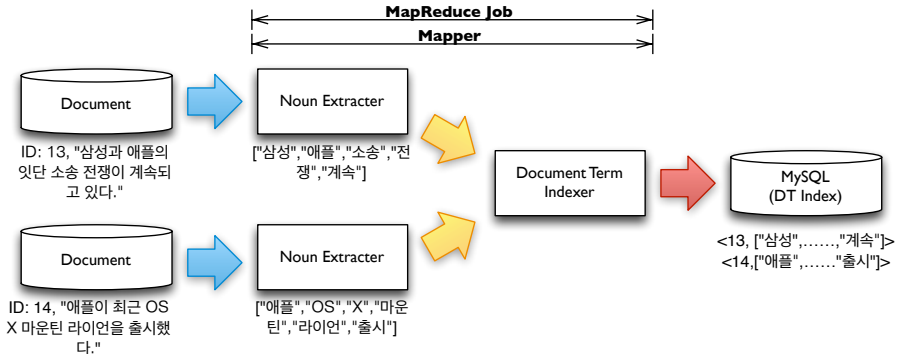 MapReduce Job
Mapper
Document
Noun Extracter
ID: 13, "삼성과 애플의
잇단 소송 전쟁이 계속되
고 있다."
["삼성","애플","소송","전
쟁","계속"]
Document Term
Indexer
MySQL
(DT Index)
<13, ["삼성",……,"계속"]>
<14,["애플",……"출시"]>
Document
Noun Extracter
ID: 14, "애플이 최근 OS
X 마운틴 라이언을 출시했
다."
["애플","OS","X","마운
틴","라이언","출시"]